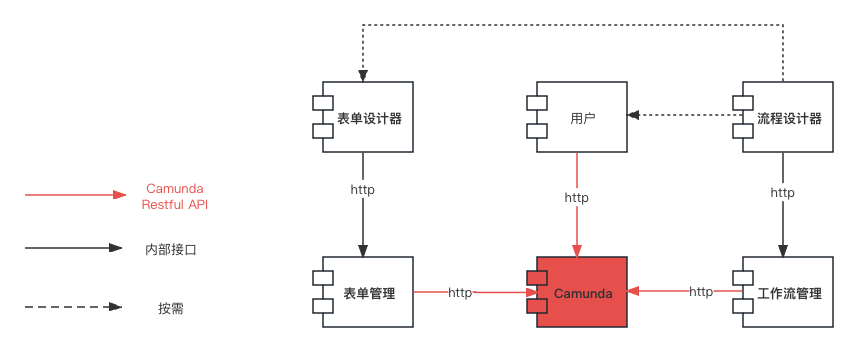 表单设计器
用户
流程设计器
http
http
http
Camunda
Restful API
内部接口
按需
表单管理
http
Camunda
http
工作流管理